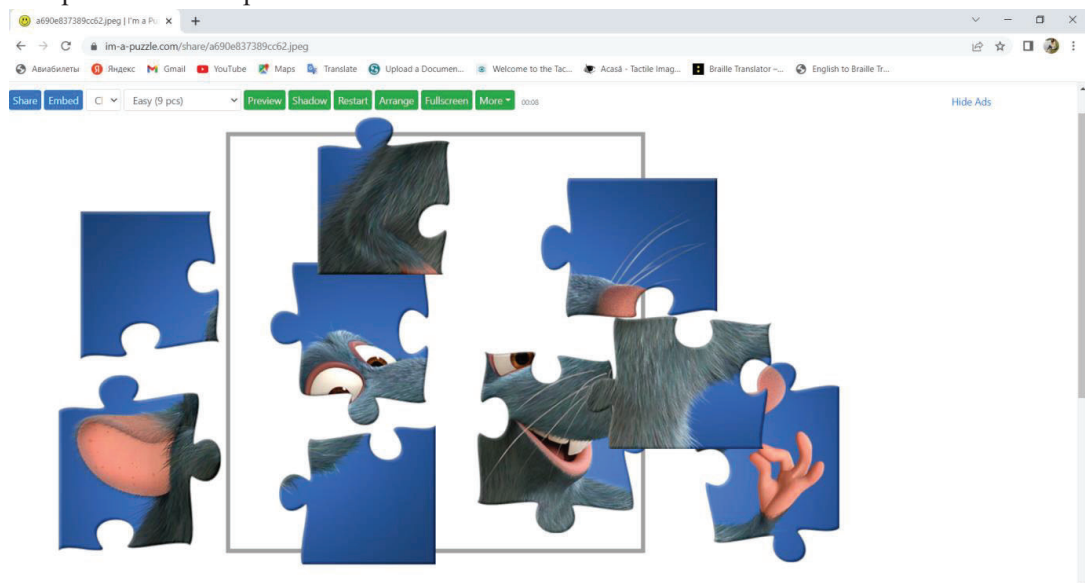 a690e837389cc62.jpeg | I'm a Pu
im-a-puzzle.com/share/a690e837389cc62.jpeg
Авиабилеты Яндекс Gmail YouTube Maps Translate Upload a Documen... Welcome to the Tac... Acasă - Tactile Imag... Braille Translator –... English to Braille Tr...
Share Embed Easy (9 pcs) Preview Shadow Restart Arrange Fullscreen More 00:05 Hide Ads